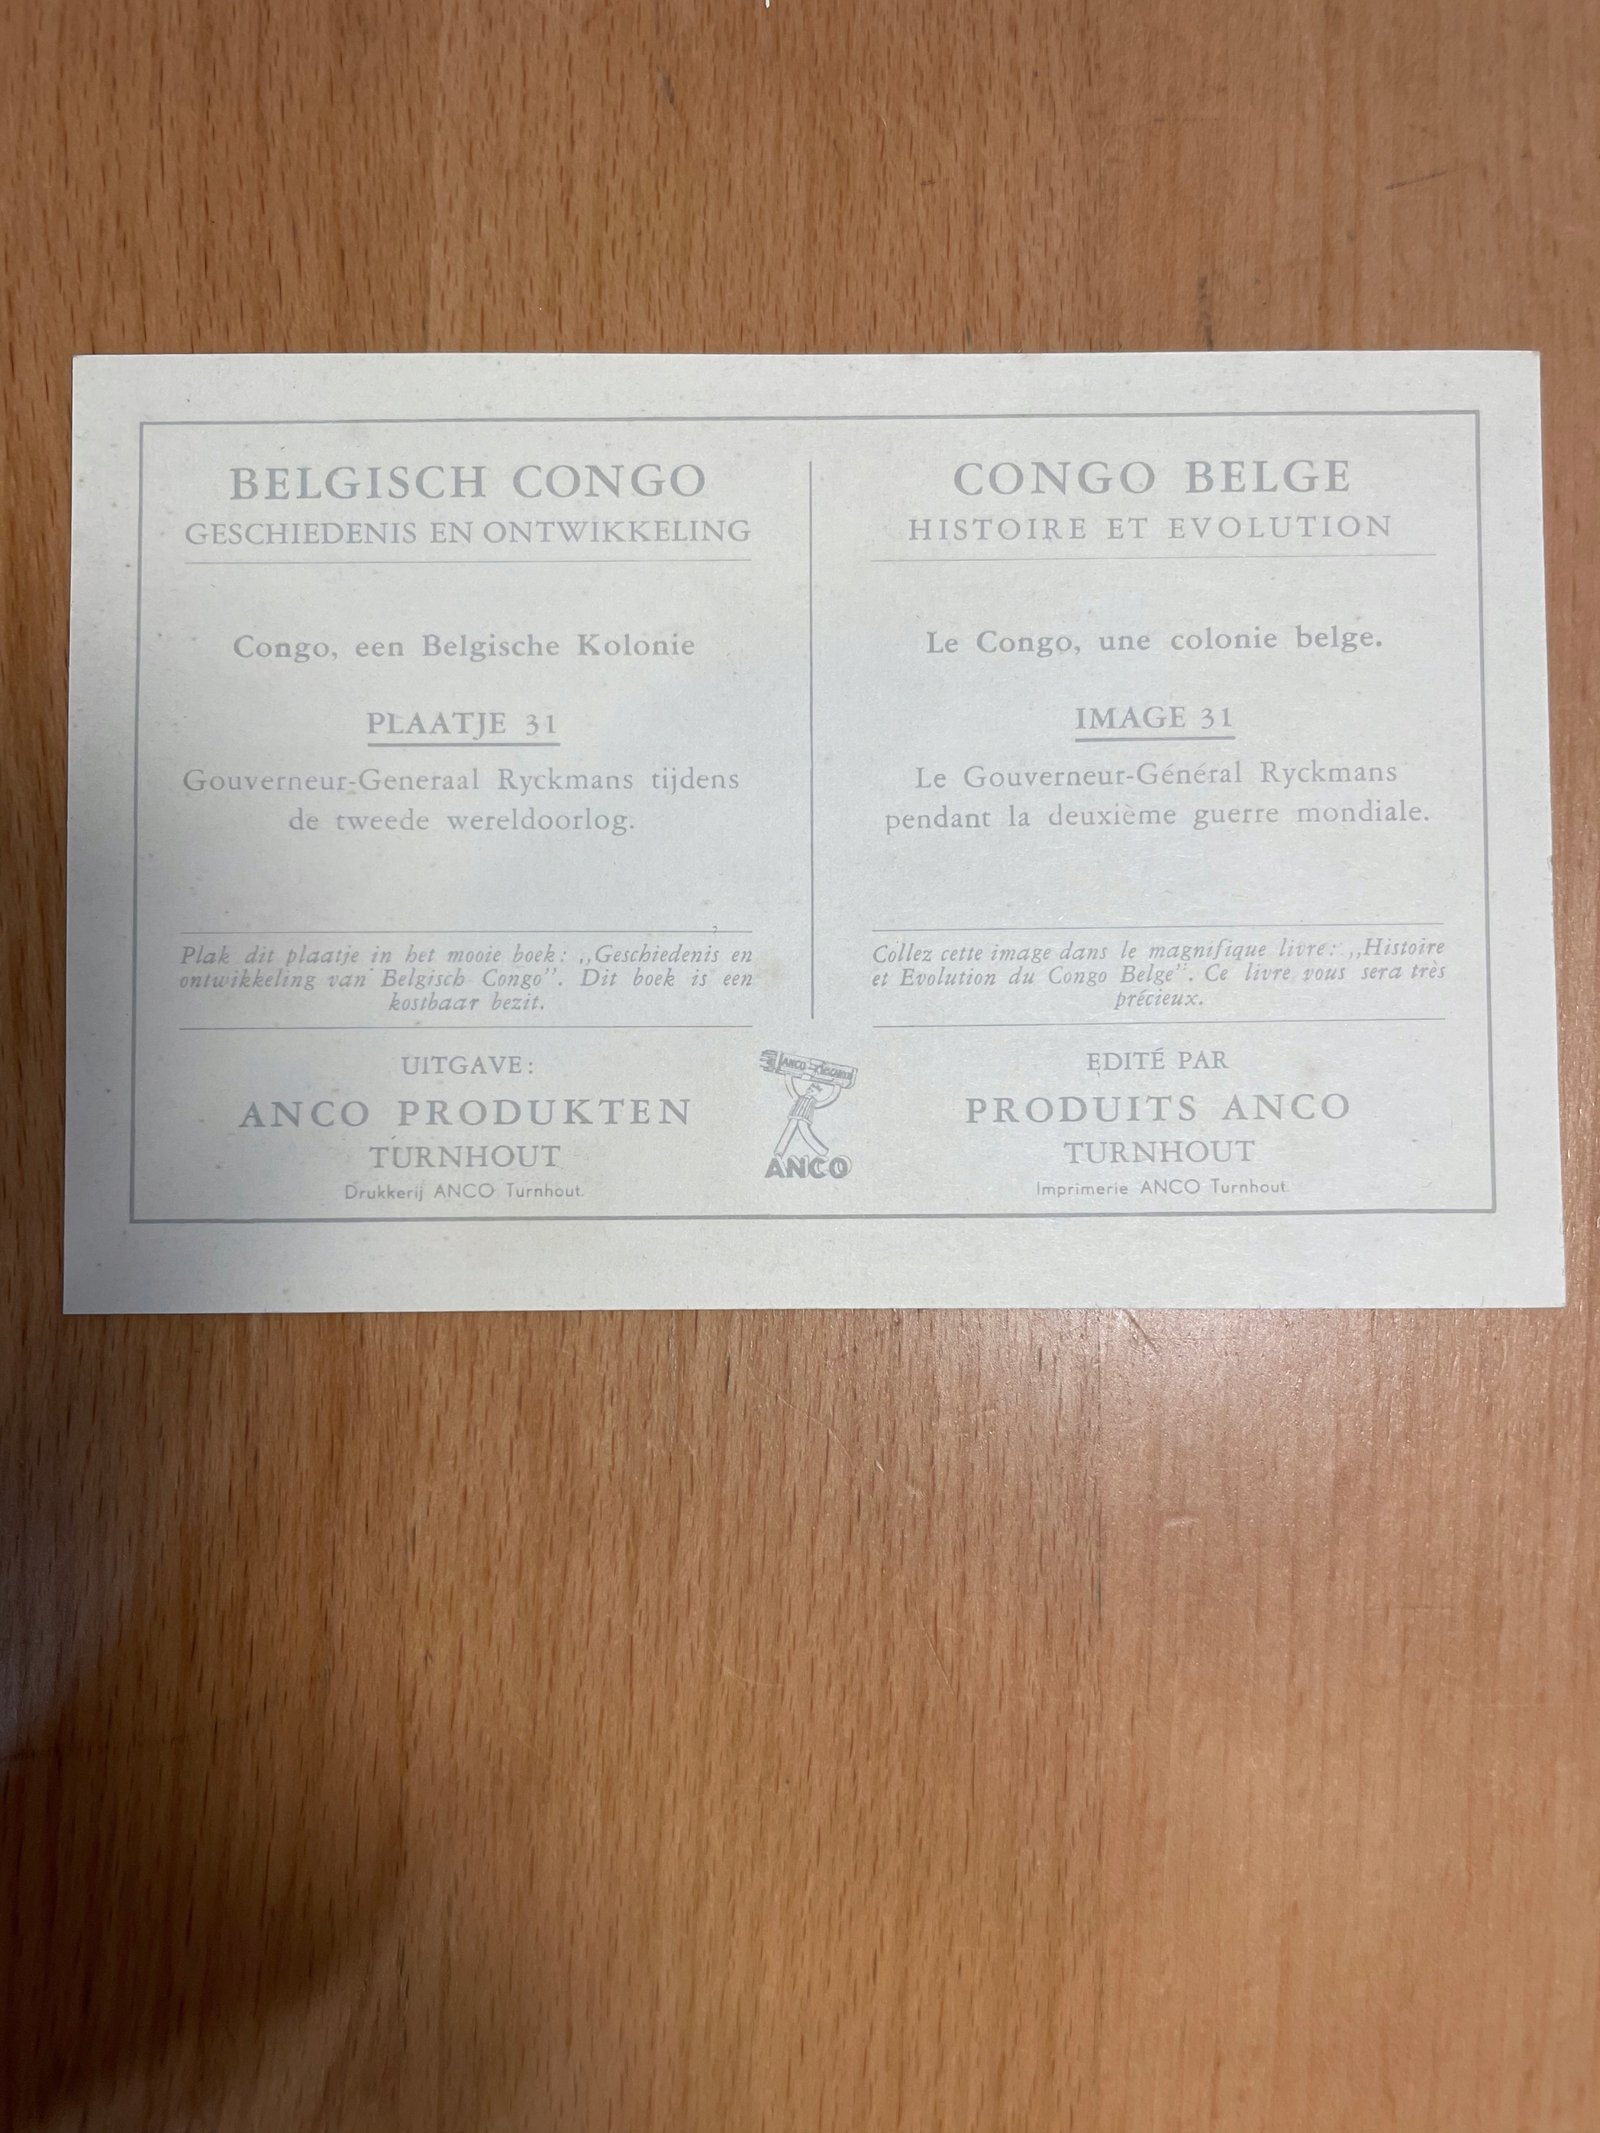 BELGISCH CONGO
GESCHIEDENIS EN ONTWIKKELING
Congo, een Belgische Kolonie
PLAATJE 31
Gouverneur-Generaal Ryckmans tijdens
de tweede wereldoorlog.
Plak dit plaatje in het mooie boek: ,,Geschiedenis en
ontwikkeling van Belgisch Congo". Dit boek is een
kostbaar bezit.
UITGAVE:
ANCO PRODUKTEN
TURNHOUT
Drukkerij ANCO Turnhout.
CONGO BELGE
HISTOIRE ET EVOLUTION
Le Congo, une colonie belge.
IMAGE 31
Le Gouverneur-Général Ryckmans
pendant la deuxième guerre mondiale.
Collez cette image dans le magnifique livre: ,,Histoire
et Evolution du Congo Belge". Ce livre vous sera très
précieux.
EDITÉ PAR
PRODUITS ANCO
TURNHOUT
Imprimerie ANCO Turnhout.
ANCO
ANCO